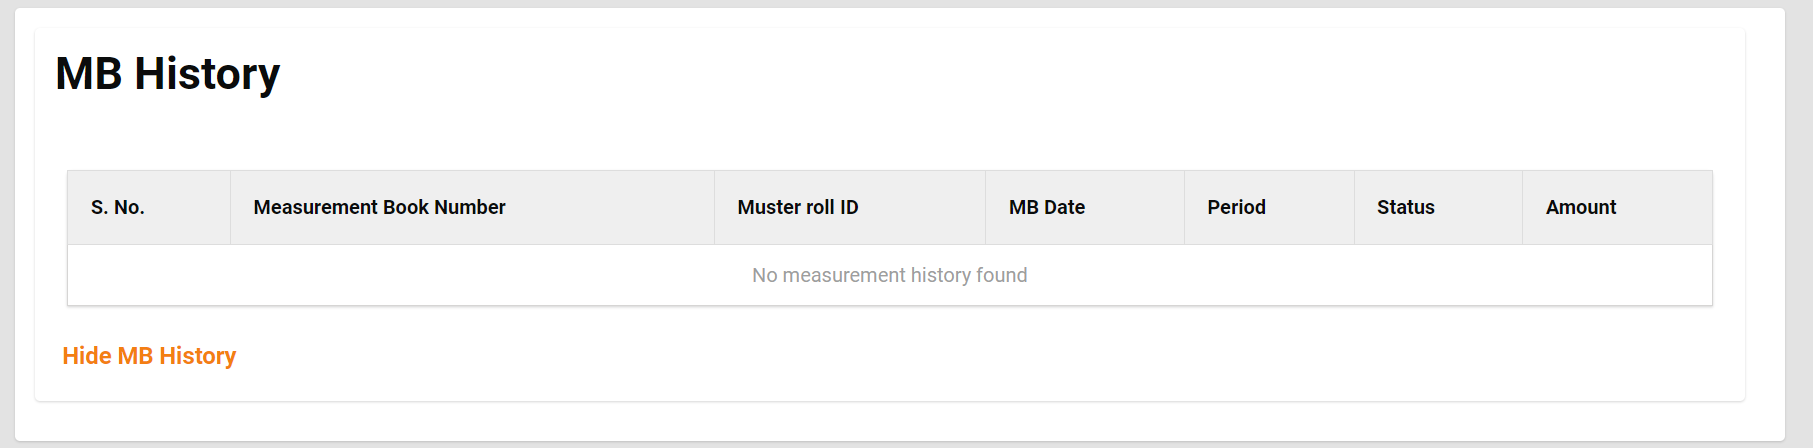 MB History
S. No. Measurement Book Number Muster roll ID MB Date Period Status Amount
No measurement history found
Hide MB History